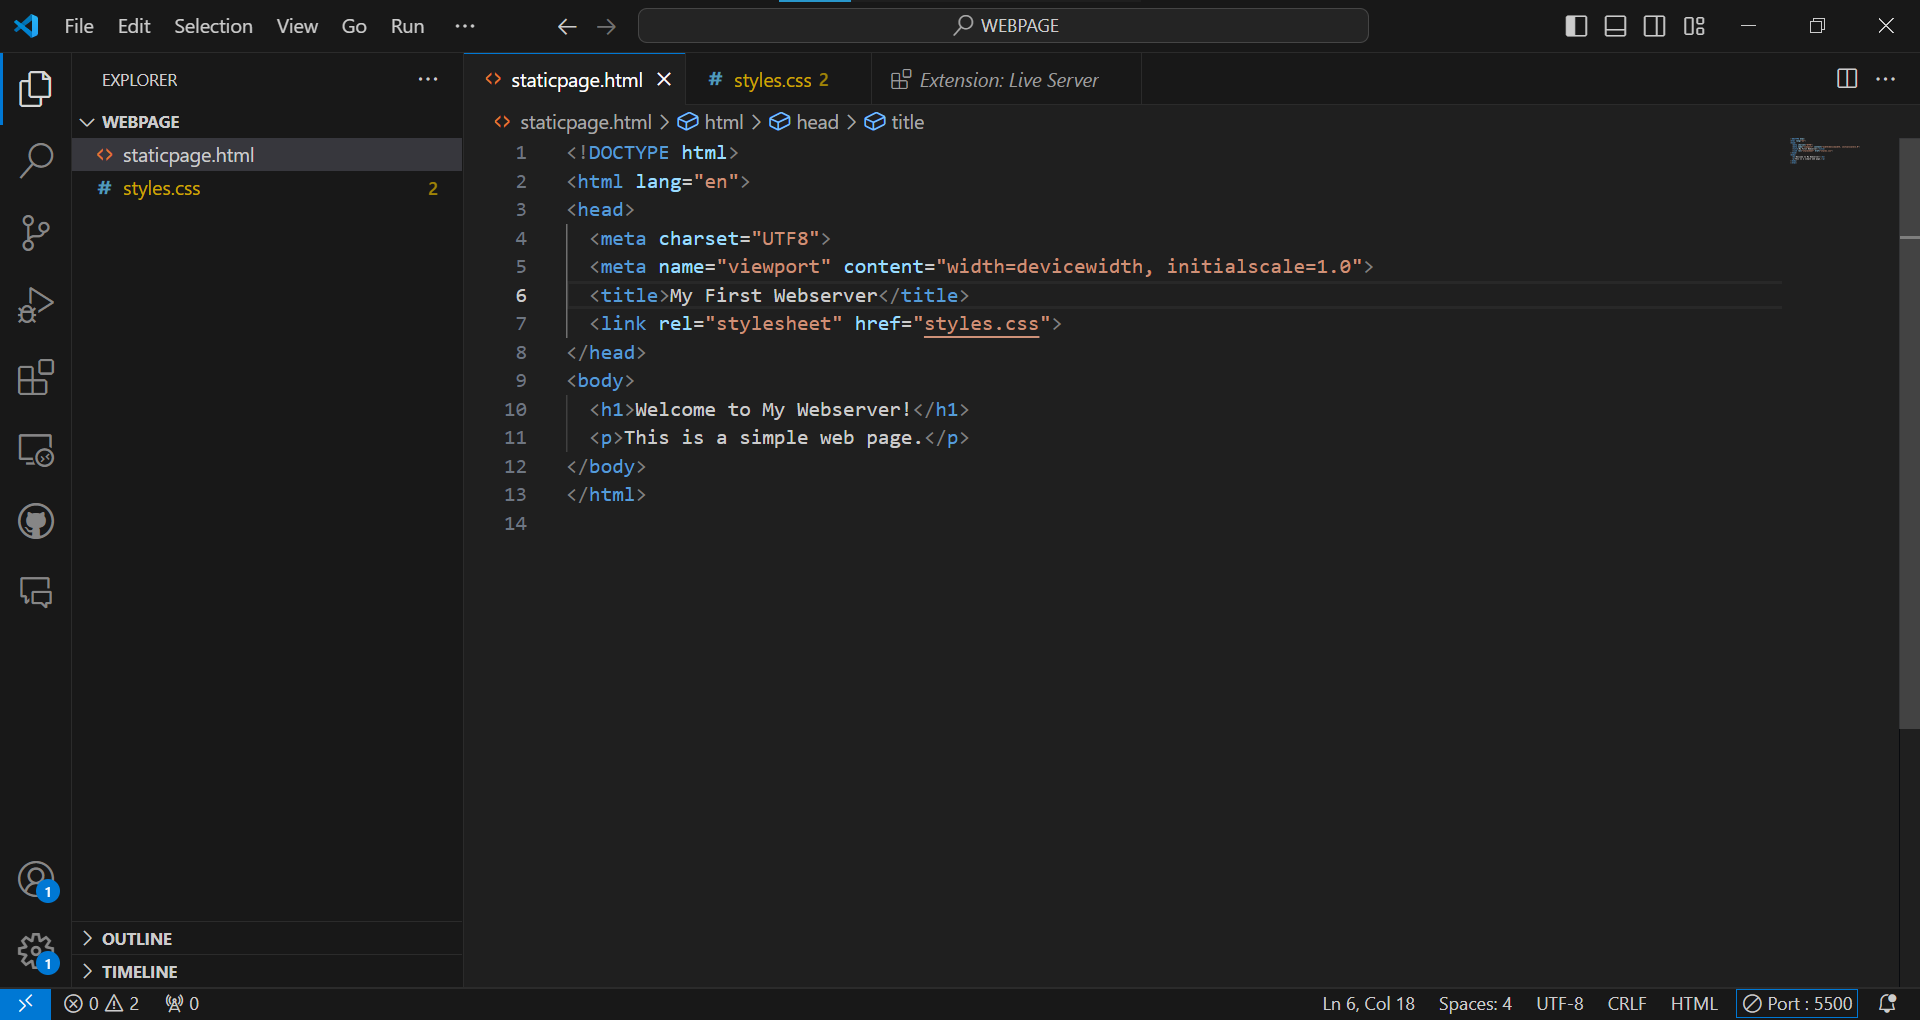 File Edit Selection View Go Run ··· WEBPAGE
EXPLORER ···
WEBPAGE
staticpage.html
# styles.css 2
staticpage.html # styles.css 2 Extension: Live Server ···
staticpage.html > html > head > title
1 <!DOCTYPE html>
2 <html lang="en">
3 <head>
4 <meta charset="UTF8">
5 <meta name="viewport" content="width=devicewidth, initialscale=1.0">
6 <title>My First Webserver</title>
7 <link rel="stylesheet" href="styles.css">
8 </head>
9 <body>
10 <h1>Welcome to My Webserver!</h1>
11 <p>This is a simple web page.</p>
12 </body>
13 </html>
14
1
1
OUTLINE
TIMELINE
0 2 0 Ln 6, Col 18 Spaces: 4 UTF-8 CRLF HTML Port : 5500